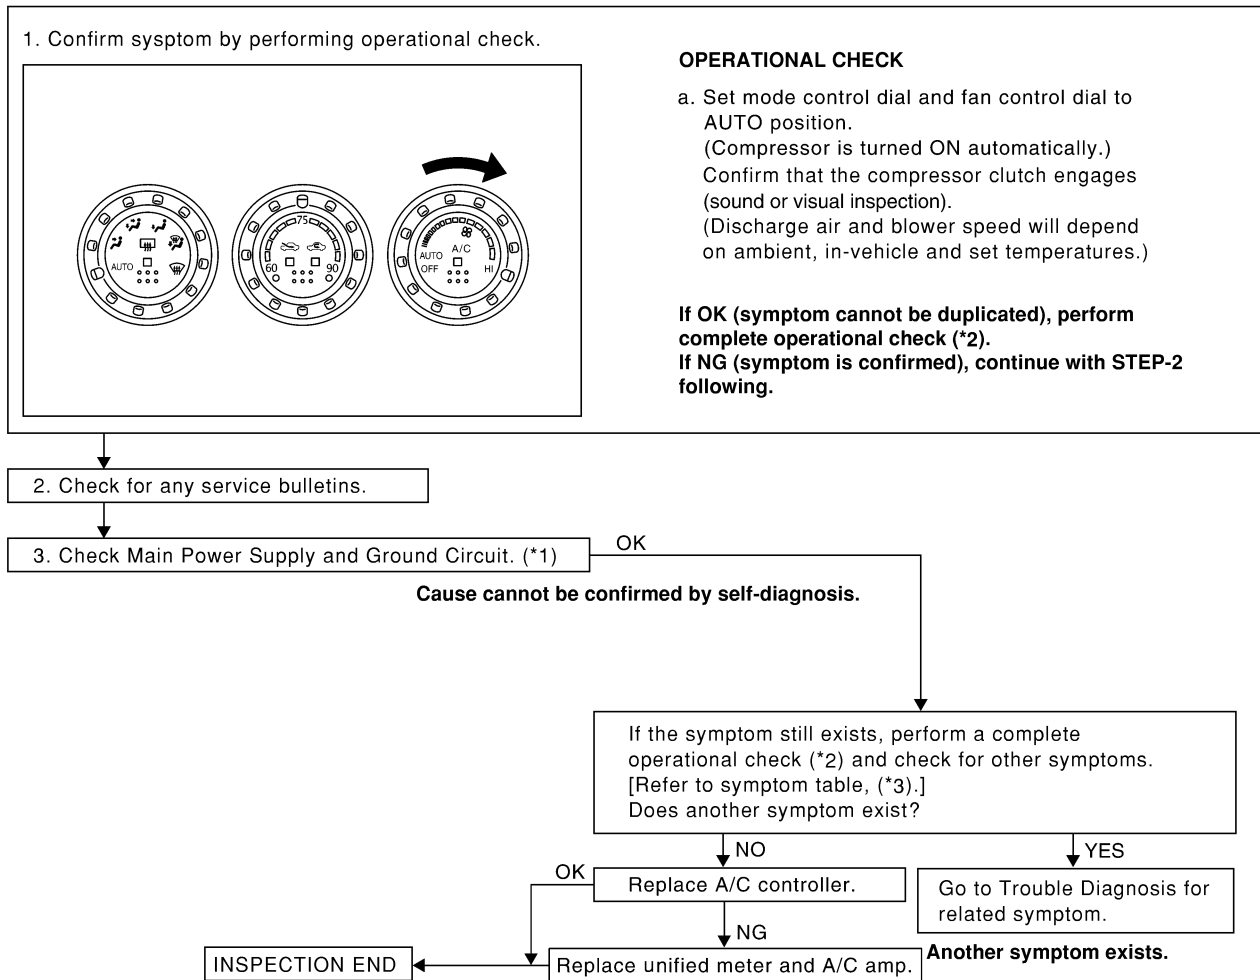 1. Confirm sysptom by performing operational check.
75
60
90
AUTO
A/C
AUTO
OFF
HI
OPERATIONAL CHECK
a. Set mode control dial and fan control dial to
AUTO position.
(Compressor is turned ON automatically.)
Confirm that the compressor clutch engages
(sound or visual inspection).
(Discharge air and blower speed will depend
on ambient, in-vehicle and set temperatures.)
If OK (symptom cannot be duplicated), perform
complete operational check (*2).
If NG (symptom is confirmed), continue with STEP-2
following.
2. Check for any service bulletins.
3. Check Main Power Supply and Ground Circuit. (*1)
OK
Cause cannot be confirmed by self-diagnosis.
If the symptom still exists, perform a complete
operational check (*2) and check for other symptoms.
[Refer to symptom table, (*3).]
Does another symptom exist?
NO
YES
OK
Replace A/C controller.
Go to Trouble Diagnosis for
related symptom.
NG
Another symptom exists.
INSPECTION END
Replace unified meter and A/C amp.